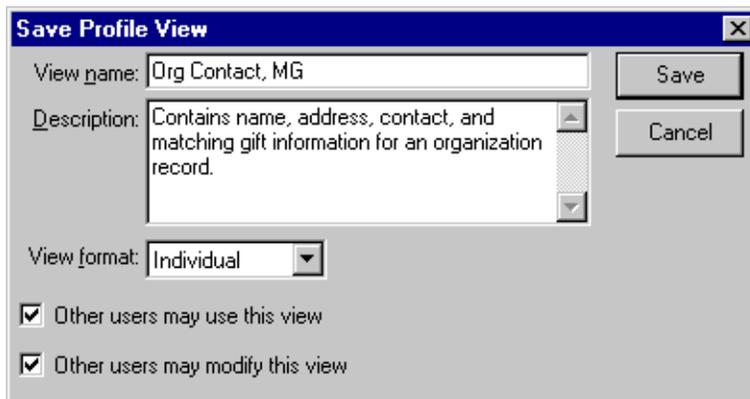 Save Profile View
View name: Org Contact, MG
Save
Description: Contains name, address, contact, and
matching gift information for an organization
record.
Cancel
View format: Individual
Other users may use this view
Other users may modify this view